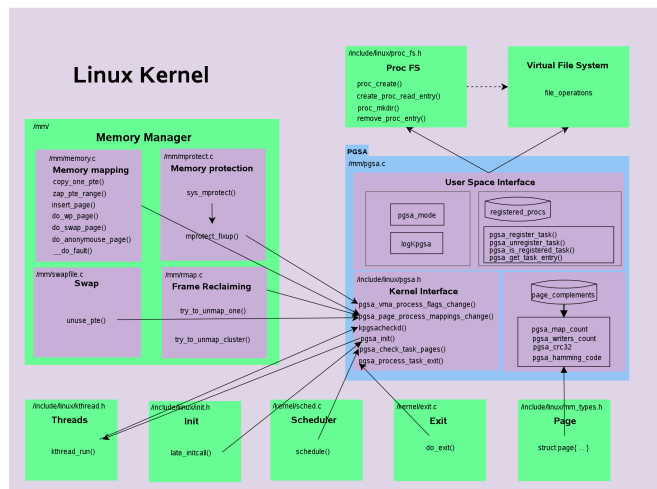 Linux Kernel
/include/linux/proc_fs.h
Proc FS
proc_create()
create_proc_read_entry()
proc_mkdir()
remove_proc_entry()
Virtual File System
file_operations
/mm/
Memory Manager
/mm/memory.c
Memory mapping
copy_one_pte()
zap_pte_range()
insert_page()
do_wp_page()
do_swap_page()
do_anonymouse_page()
__do_fault()
/mm/mprotect.c
Memory protection
sys_mprotect()
mprotect_fixup()
/mm/swapfile.c
Swap
unuse_pte()
/mm/rmap.c
Frame Reclaiming
try_to_unmap_one()
try_to_unmap_cluster()
PGSA
/mm/pgsa.c
User Space Interface
pgsa_mode
logKpgsa
registered_procs
pgsa_register_task()
pgsa_unregister_task()
pgsa_is_registered_task()
pgsa_get_task_entry()
/include/linux/pgsa.h
Kernel Interface
pgsa_vma_process_flags_change()
pgsa_page_process_mappings_change()
kpgsacheckd()
pgsa_init()
pgsa_check_task_pages()
pgsa_process_task_exit()
page_complements
pgsa_map_count
pgsa_writers_count
pgsa_crc32
pgsa_hamming_code
/include/linux/kthread.h
Threads
kthread_run()
/include/linux/init.h
Init
late_initcall()
/kernel/sched.c
Scheduler
schedule()
/kernel/exit.c
Exit
do_exit()
/include/linux/mm_types.h
Page
struct page{ ... }